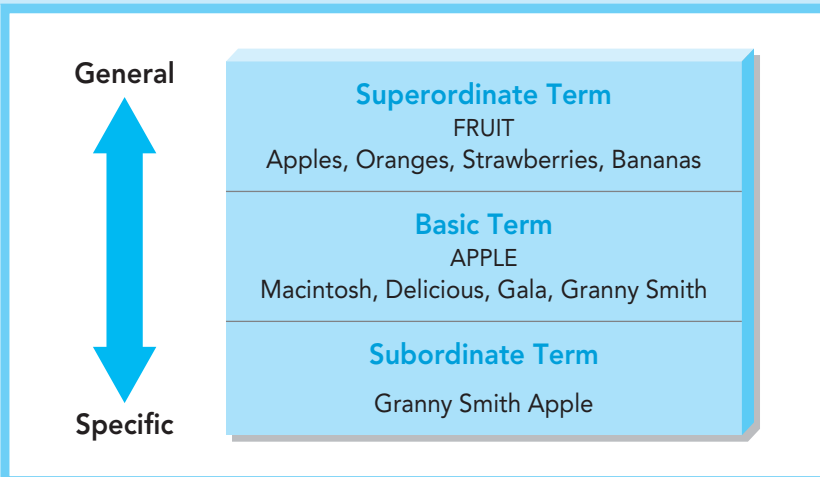 General
Superordinate Term
FRUIT
Apples, Oranges, Strawberries, Bananas
Basic Term
APPLE
Macintosh, Delicious, Gala, Granny Smith
Subordinate Term
Granny Smith Apple
Specific